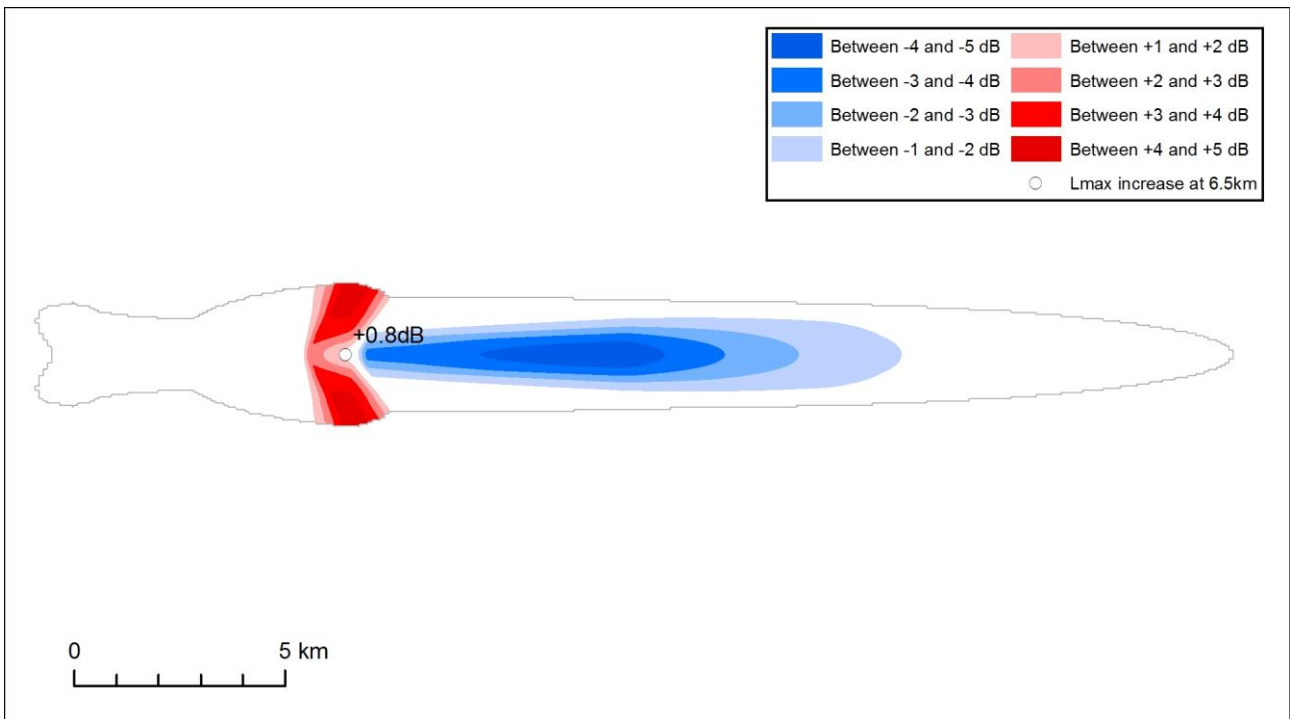 Between -4 and -5 dB
Between +1 and +2 dB
Between -3 and -4 dB
Between +2 and +3 dB
Between -2 and -3 dB
Between +3 and +4 dB
Between -1 and -2 dB
Between +4 and +5 dB
Lmax increase at 6.5km
+0.8dB
0
5 km